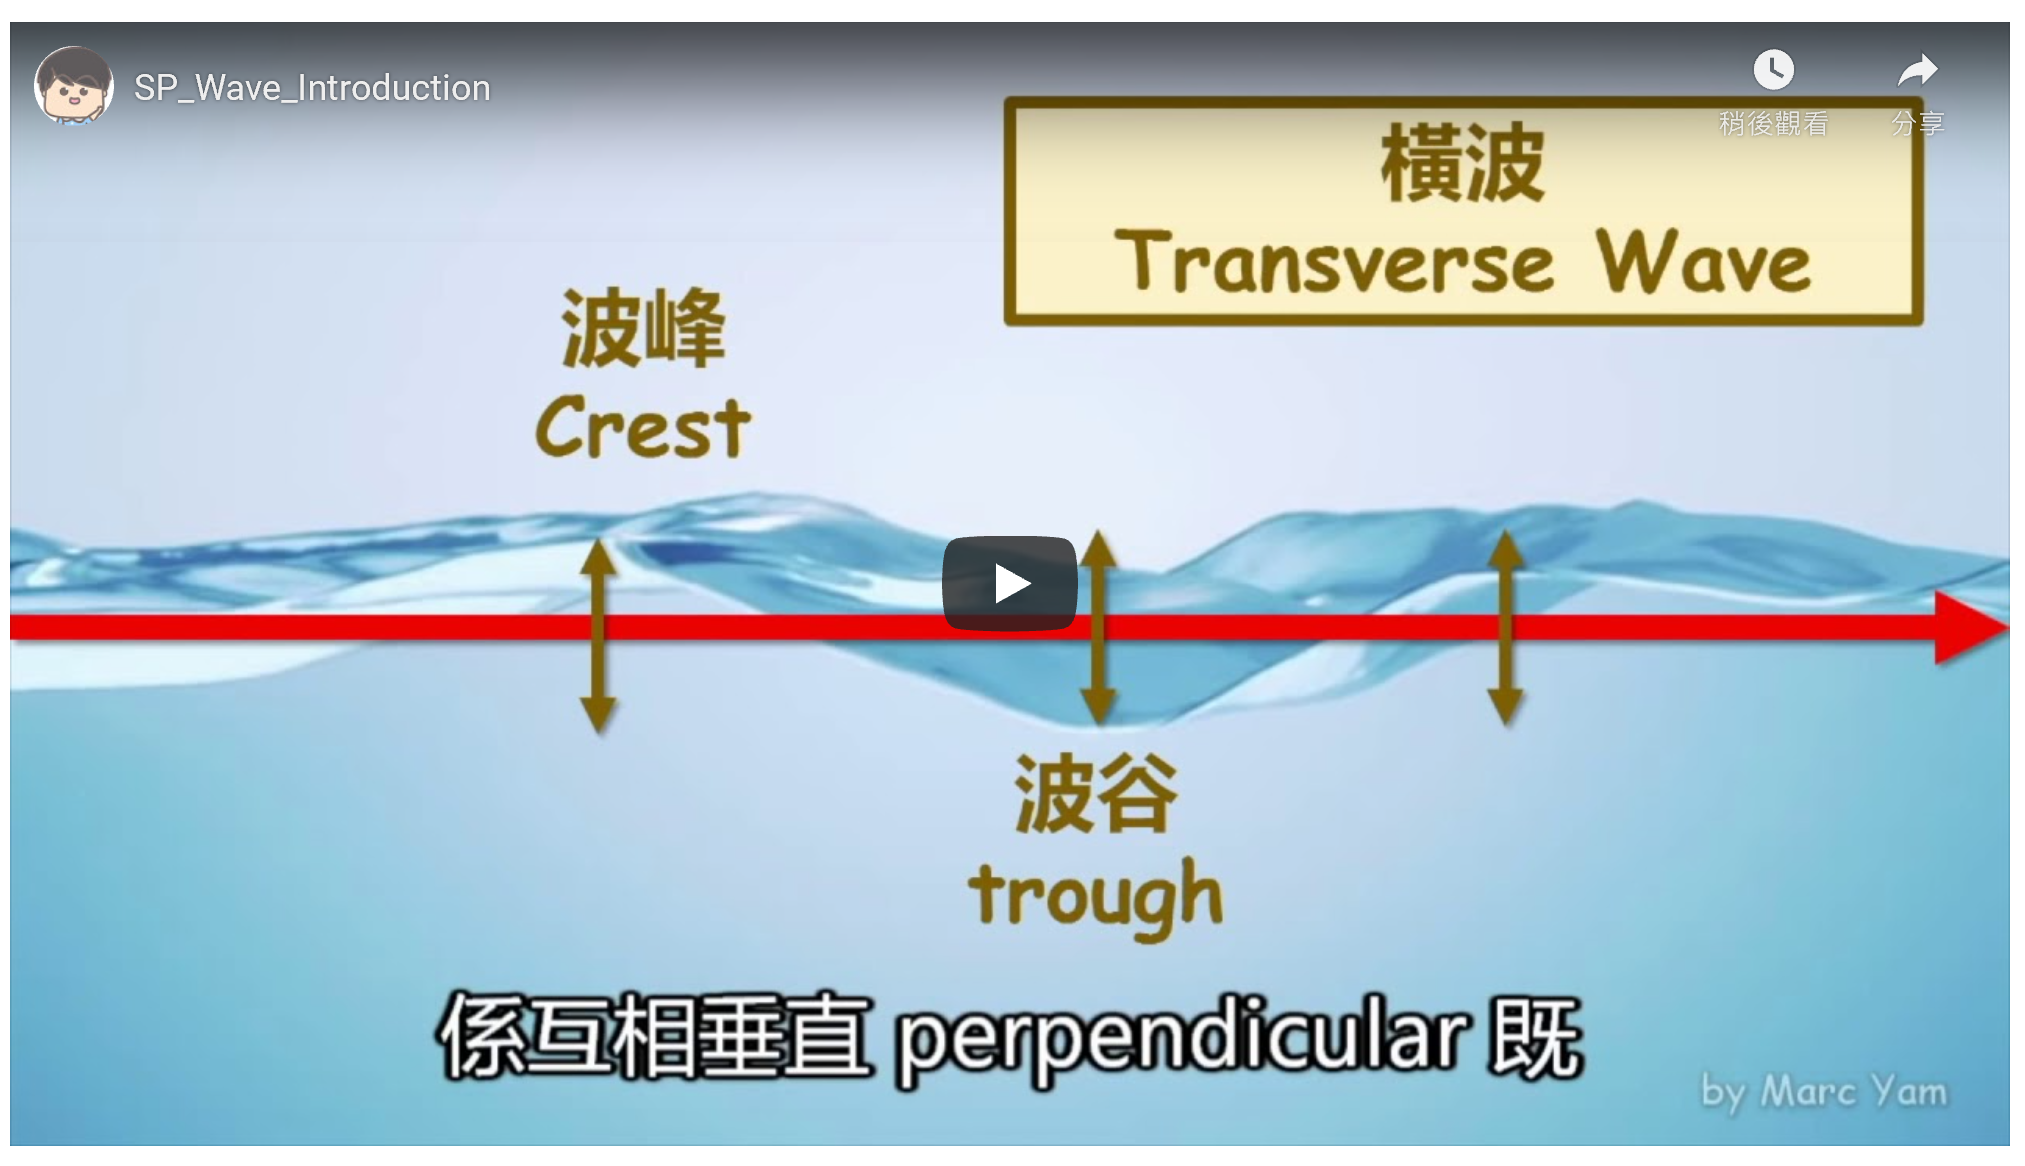 SP_Wave_Introduction
稍後觀看
分享
橫波
Transverse Wave
波峰
Crest
波谷
trough
係互相垂直 perpendicular 既
by Marc Yam